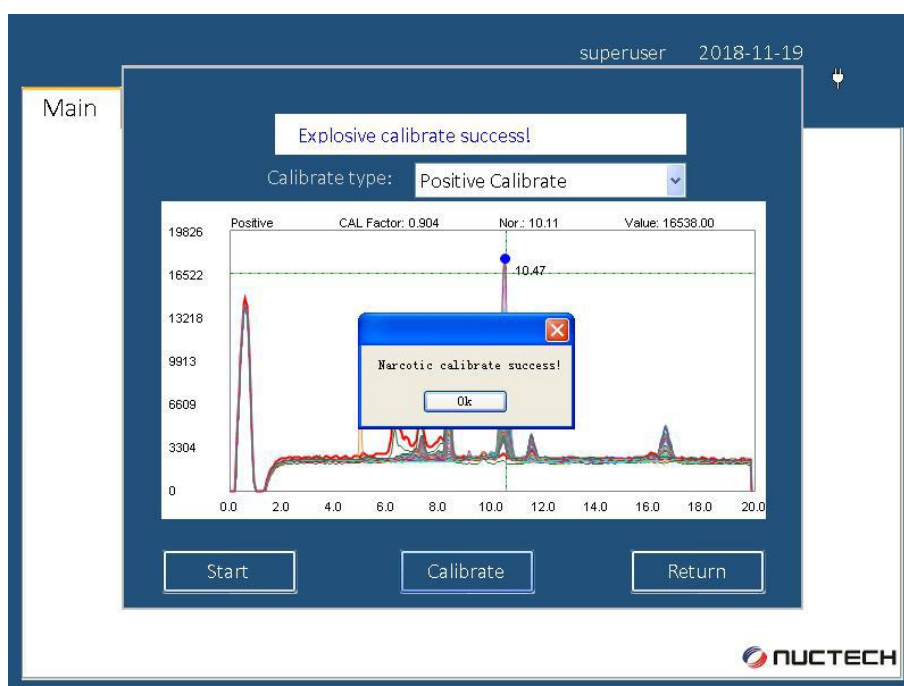 superuser 2018-11-19
Main
Explosive calibrate success!
Calibrate type: Positive Calibrate
Positive CAL Factor: 0.904 Nor.: 10.11 Value: 16538.00
19826
10.47
16522
13218
9913
Narcotic calibrate success!
Ok
6609
3304
0
0.0 2.0 4.0 6.0 8.0 10.0 12.0 14.0 16.0 18.0 20.0
Start Calibrate Return
NUCTECH